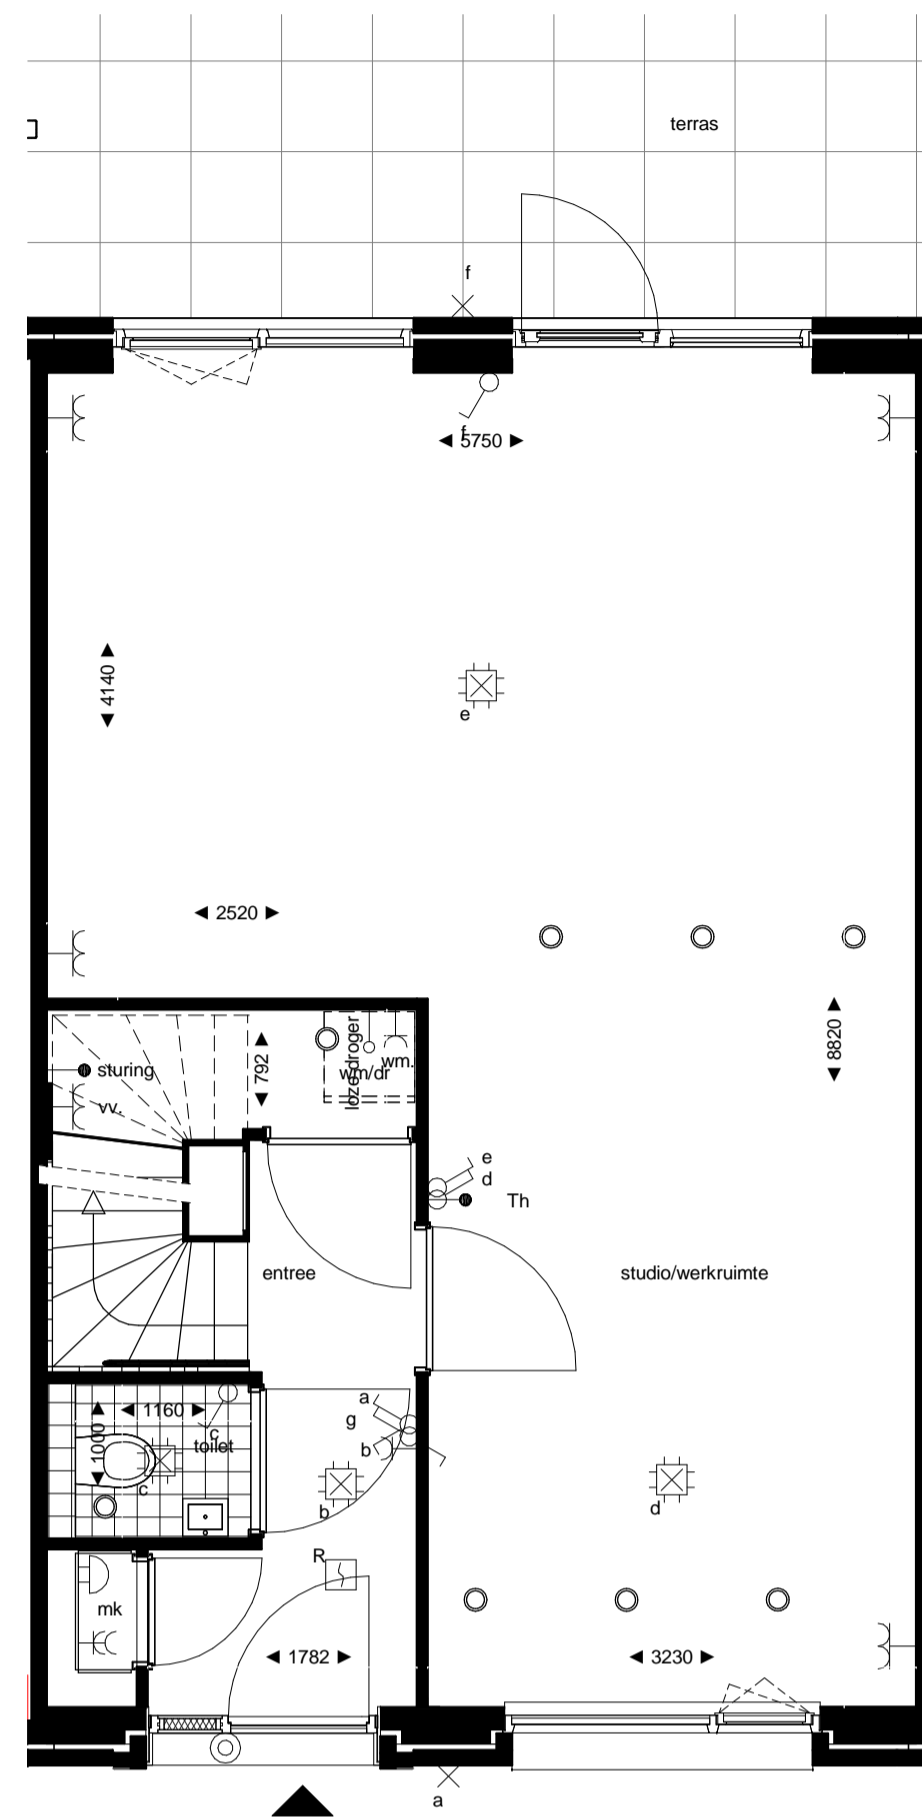 terras
f
f
5750
4140
e
2520
8820
792
loze droger
wm.
wm/dr
sturing
vv.
e
d
Th
entree
studio/werkruimte
a
g
b
1160
1000
c
toilet
c
b
d
R
mk
1782
3230
a